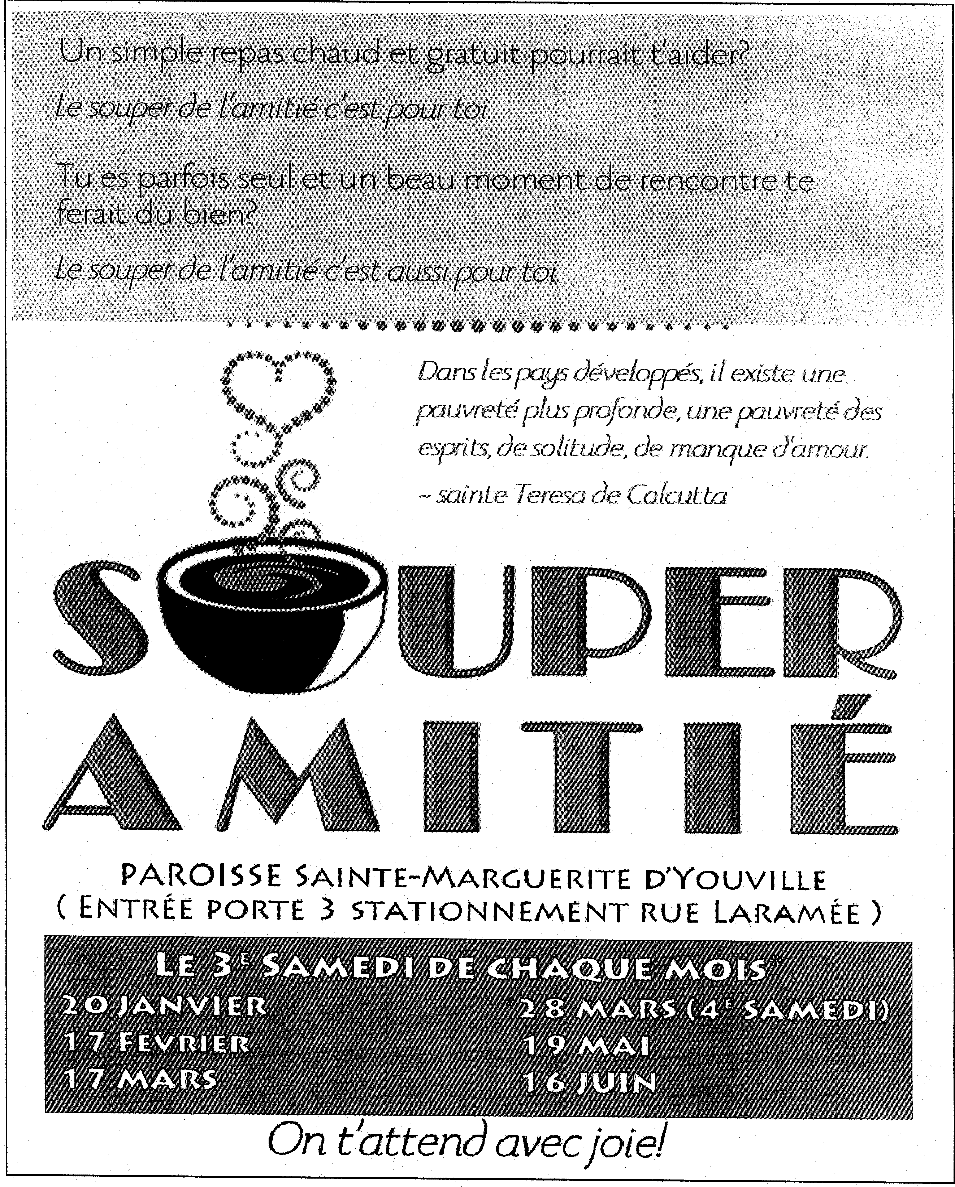 Un simple repas chaud et gratuit pourrait t'aider?
Le souper de l'amitié c'est pour toi.
Tu es parfois seul et un beau moment de rencontre te
ferait du bien?
Le souper de l'amitié c'est aussi pour toi.
Dans les pays développés, il existe une
pauvreté plus profonde, une pauvreté des
esprits, de solitude, de manque d'amour.
~ sainte Teresa de Calcutta
SOUPER
AMITIÉ
PAROISSE SAINTE-MARGUERITE D'YOUVILLE
( ENTRÉE PORTE 3 STATIONNEMENT RUE LARAMÉE )
LE 3E SAMEDI DE CHAQUE MOIS
20 JANVIER
17 FÉVRIER
17 MARS
28 MARS (4E SAMEDI)
19 MAI
16 JUIN
On t'attend avec joie!